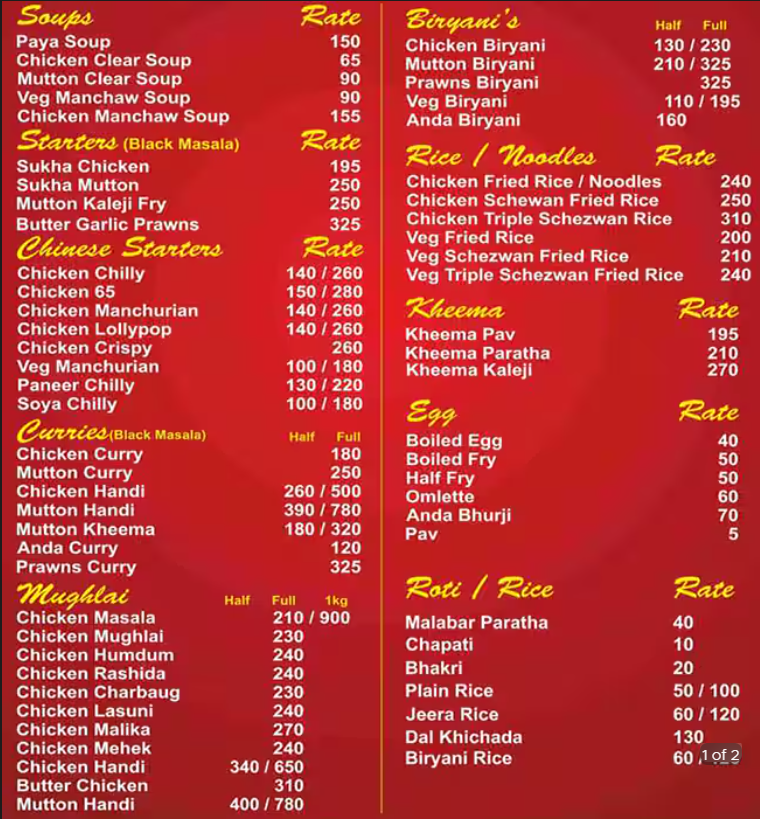 Soups Rate
Paya Soup 150
Chicken Clear Soup 65
Mutton Clear Soup 90
Veg Manchaw Soup 90
Chicken Manchaw Soup 155
Starters (Black Masala) Rate
Sukha Chicken 195
Sukha Mutton 250
Mutton Kaleji Fry 250
Butter Garlic Prawns 325
Chinese Starters Rate
Chicken Chilly 140 / 260
Chicken 65 150 / 280
Chicken Manchurian 140 / 260
Chicken Lollypop 140 / 260
Chicken Crispy 260
Veg Manchurian 100 / 180
Paneer Chilly 130 / 220
Soya Chilly 100 / 180
Curries(Black Masala) Half Full
Chicken Curry 180
Mutton Curry 250
Chicken Handi 260 / 500
Mutton Handi 390 / 780
Mutton Kheema 180 / 320
Anda Curry 120
Prawns Curry 325
Mughlai Half Full 1kg
Chicken Masala 210 / 900
Chicken Mughlai 230
Chicken Humdum 240
Chicken Rashida 240
Chicken Charbaug 230
Chicken Lasuni 240
Chicken Malika 270
Chicken Mehek 240
Chicken Handi 340 / 650
Butter Chicken 310
Mutton Handi 400 / 780
Biryani's Half Full
Chicken Biryani 130 / 230
Mutton Biryani 210 / 325
Prawns Biryani 325
Veg Biryani 110 / 195
Anda Biryani 160
Rice / Noodles Rate
Chicken Fried Rice / Noodles 240
Chicken Schewan Fried Rice 250
Chicken Triple Schezwan Rice 310
Veg Fried Rice 200
Veg Schezwan Fried Rice 210
Veg Triple Schezwan Fried Rice 240
Kheema Rate
Kheema Pav 195
Kheema Paratha 210
Kheema Kaleji 270
Egg Rate
Boiled Egg 40
Boiled Fry 50
Half Fry 50
Omlette 60
Anda Bhurji 70
Pav 5
Roti / Rice Rate
Malabar Paratha 40
Chapati 10
Bhakri 20
Plain Rice 50 / 100
Jeera Rice 60 / 120
Dal Khichada 130
Biryani Rice 60 /
1 of 2